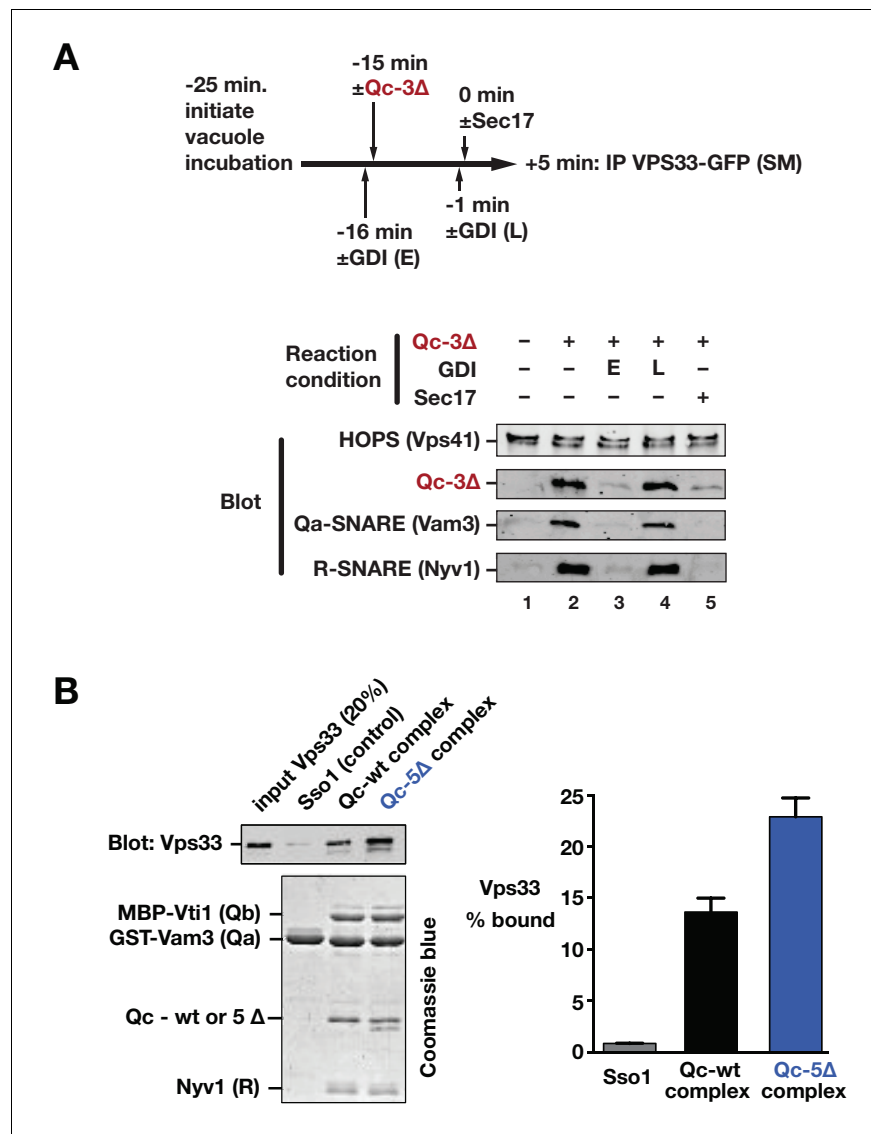 A
-25 min.
initiate
vacuole
incubation
-15 min
±Qc-3Δ
0 min
±Sec17
+5 min: IP VPS33-GFP (SM)
-16 min
±GDI (E)
-1 min
±GDI (L)
Reaction
condition
Qc-3Δ – + + + +
GDI – – E L –
Sec17 – – – – +
Blot
HOPS (Vps41)
Qc-3Δ
Qa-SNARE (Vam3)
R-SNARE (Nyv1)
1 2 3 4 5
B
input Vps33 (20%)
Sso1 (control)
Qc-wt complex
Qc-5Δ complex
Blot: Vps33
MBP-Vti1 (Qb)
GST-Vam3 (Qa)
Qc - wt or 5 Δ
Nyv1 (R)
Coomassie blue
Vps33
% bound
25
20
15
10
5
0
Sso1
Qc-wt
complex
Qc-5Δ
complex